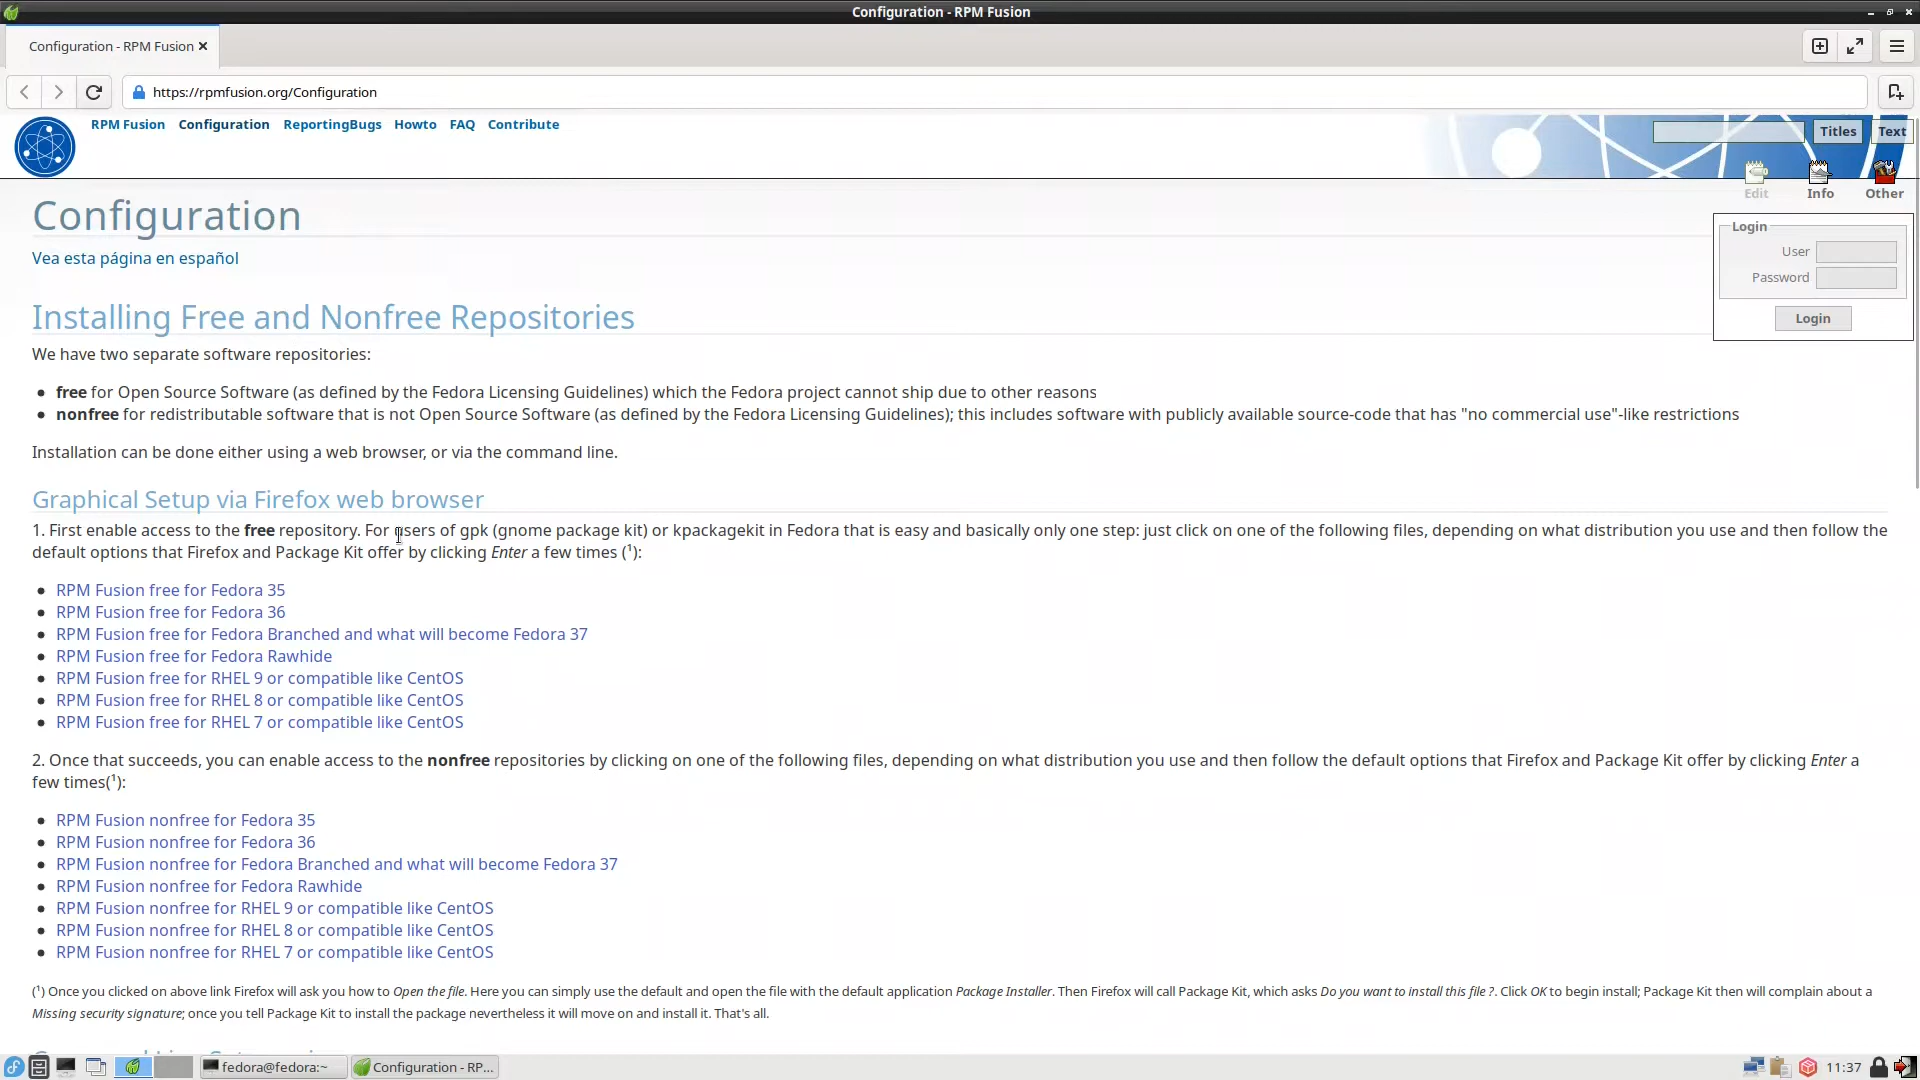 Configuration - RPM Fusion
Configuration - RPM Fusion
https://rpmfusion.org/Configuration
RPM Fusion Configuration ReportingBugs Howto FAQ Contribute
Titles Text
Edit Info Other
Configuration
Login
User
Password
Login
Vea esta página en español
Installing Free and Nonfree Repositories
We have two separate software repositories:
free for Open Source Software (as defined by the Fedora Licensing Guidelines) which the Fedora project cannot ship due to other reasons
nonfree for redistributable software that is not Open Source Software (as defined by the Fedora Licensing Guidelines); this includes software with publicly available source-code that has "no commercial use"-like restrictions
Installation can be done either using a web browser, or via the command line.
Graphical Setup via Firefox web browser
1. First enable access to the free repository. For users of gpk (gnome package kit) or kpackagekit in Fedora that is easy and basically only one step: just click on one of the following files, depending on what distribution you use and then follow the
default options that Firefox and Package Kit offer by clicking Enter a few times (¹):
RPM Fusion free for Fedora 35
RPM Fusion free for Fedora 36
RPM Fusion free for Fedora Branched and what will become Fedora 37
RPM Fusion free for Fedora Rawhide
RPM Fusion free for RHEL 9 or compatible like CentOS
RPM Fusion free for RHEL 8 or compatible like CentOS
RPM Fusion free for RHEL 7 or compatible like CentOS
2. Once that succeeds, you can enable access to the nonfree repositories by clicking on one of the following files, depending on what distribution you use and then follow the default options that Firefox and Package Kit offer by clicking Enter a
few times(¹):
RPM Fusion nonfree for Fedora 35
RPM Fusion nonfree for Fedora 36
RPM Fusion nonfree for Fedora Branched and what will become Fedora 37
RPM Fusion nonfree for Fedora Rawhide
RPM Fusion nonfree for RHEL 9 or compatible like CentOS
RPM Fusion nonfree for RHEL 8 or compatible like CentOS
RPM Fusion nonfree for RHEL 7 or compatible like CentOS
(¹) Once you clicked on above link Firefox will ask you how to Open the file. Here you can simply use the default and open the file with the default application Package Installer. Then Firefox will call Package Kit, which asks Do you want to install this file ?. Click OK to begin install; Package Kit then will complain about a
Missing security signature; once you tell Package Kit to install the package nevertheless it will move on and install it. That's all.
fedora@fedora:~ Configuration - RP... 11:37